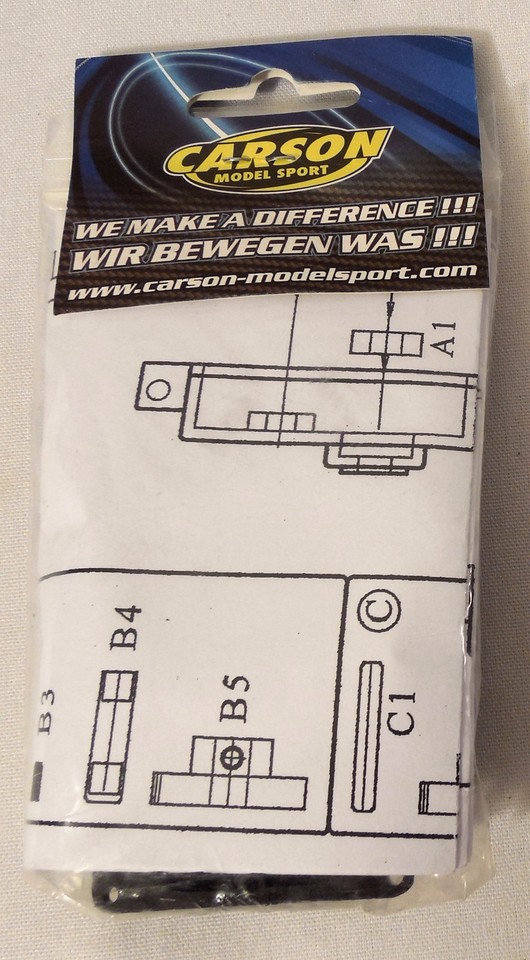 CARSON
MODEL SPORT
WE MAKE A DIFFERENCE !!!
WIR BEWEGEN WAS !!!
www.carson-modelsport.com
A1
B3
B4
B5
C
C1